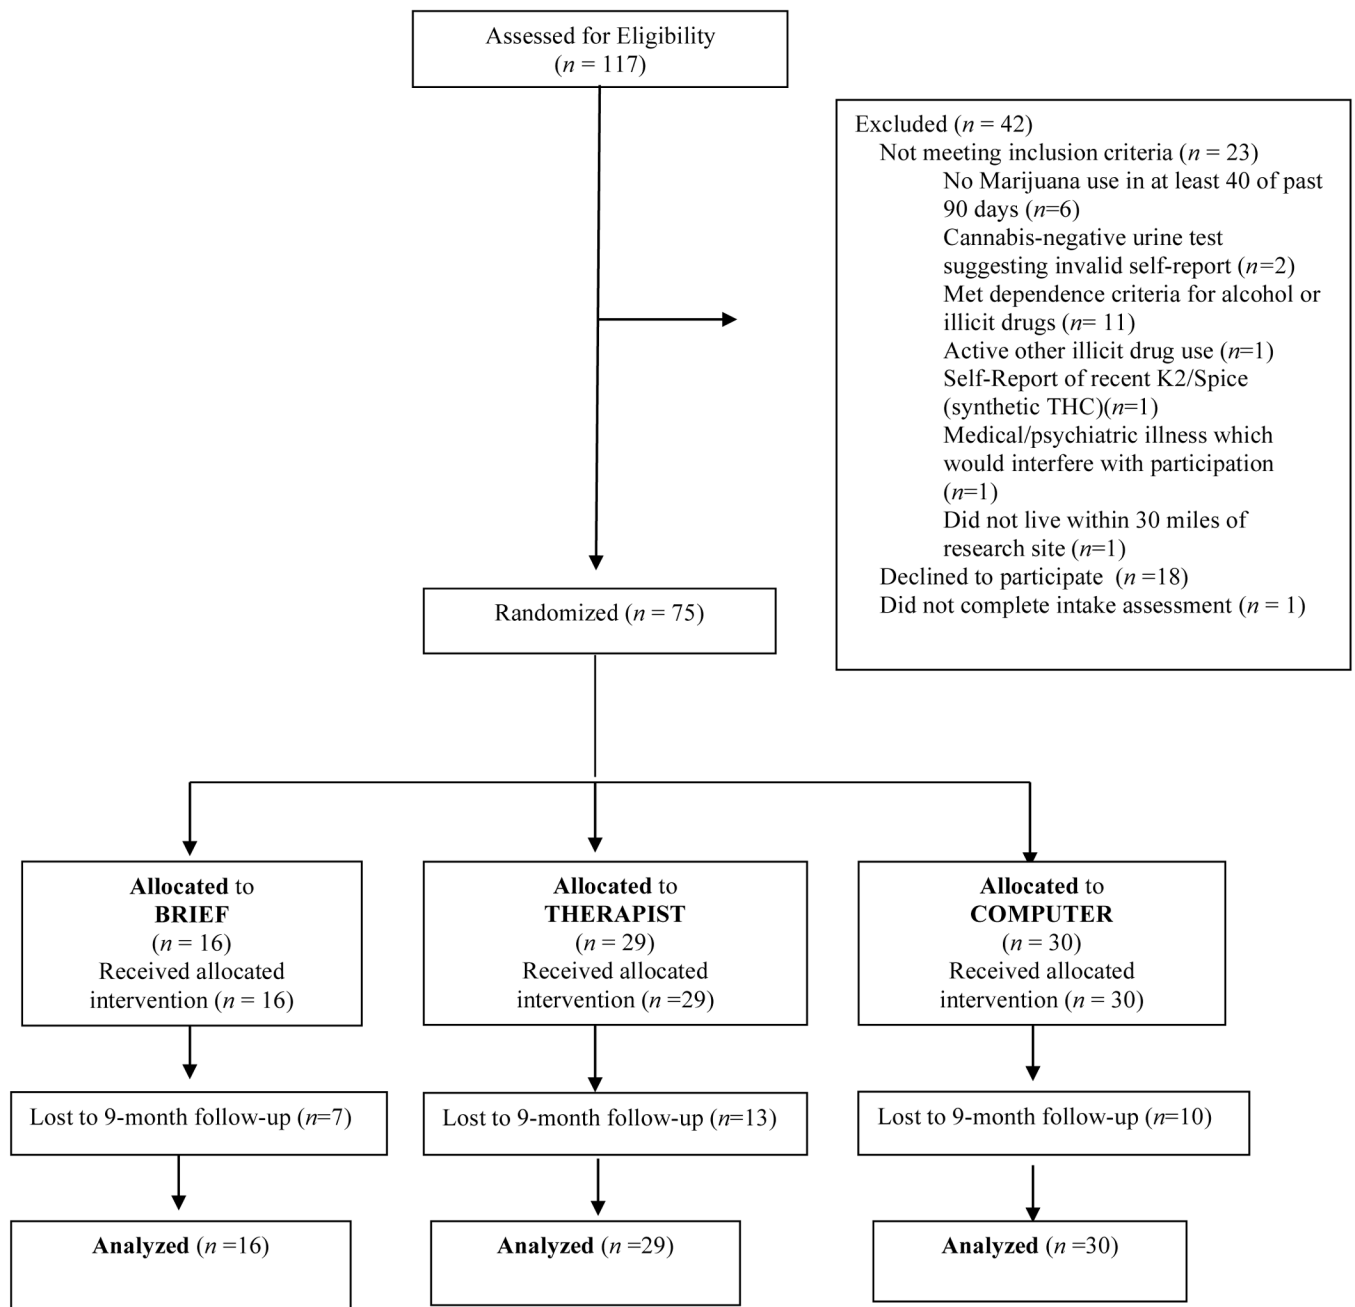 Assessed for Eligibility
(n = 117)
Excluded (n = 42)
Not meeting inclusion criteria (n = 23)
No Marijuana use in at least 40 of past
90 days (n=6)
Cannabis-negative urine test
suggesting invalid self-report (n=2)
Met dependence criteria for alcohol or
illicit drugs (n= 11)
Active other illicit drug use (n=1)
Self-Report of recent K2/Spice
(synthetic THC)(n=1)
Medical/psychiatric illness which
would interfere with participation
(n=1)
Did not live within 30 miles of
research site (n=1)
Declined to participate (n =18)
Did not complete intake assessment (n = 1)
Randomized (n = 75)
Allocated to
BRIEF
(n = 16)
Received allocated
intervention (n = 16)
Allocated to
THERAPIST
(n = 29)
Received allocated
intervention (n =29)
Allocated to
COMPUTER
(n = 30)
Received allocated
intervention (n = 30)
Lost to 9-month follow-up (n=7)
Lost to 9-month follow-up (n=13)
Lost to 9-month follow-up (n=10)
Analyzed (n =16)
Analyzed (n =29)
Analyzed (n =30)